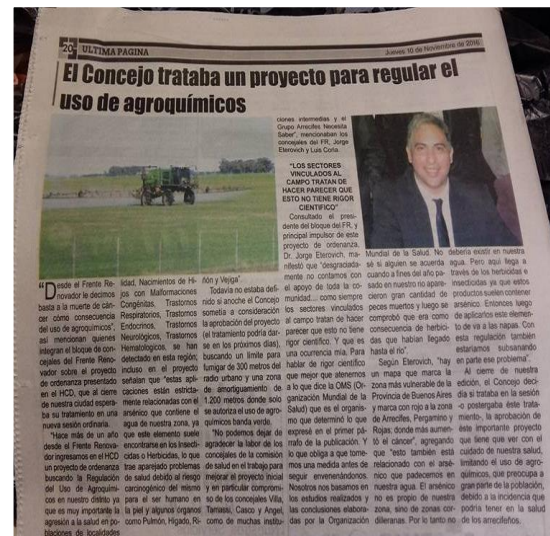 20 ULTIMA PAGINA
Jueves 10 de Noviembre de 2016
El Concejo trataba un proyecto para regular el
uso de agroquímicos
"Desde el Frente Re-
novador le decimos
basta a la muerte de cán-
cer cómo consecuencia
del uso de agroquímicos",
así mencionan quienes
integran el bloque de con-
cejales del Frente Reno-
vador sobre el proyecto
de ordenanza presentado
en el HCD, que al cierre
de nuestra ciudad espera-
ba su tratamiento en una
nueva sesión ordinaria.
"Hace más de un año
desde el Frente Renova-
dor ingresamos en el HCD
un proyecto de ordenanza
buscando la Regulación
del Uso de Agroquími-
cos en nuestro distrito ya
que es muy importante la
agresión a la salud en po-
blaciones de localidades
lidad, Nacimientos de Hi-
jos con Malformaciones
Congénitas, Trastornos
Respiratorios, Trastornos
Endocrinos, Trastornos
Neurológicos, Trastornos
Hematológicos, se han
detectado en esta región;
incluso en el proyecto
señalan que "estas apli-
caciones están estricta-
mente relacionadas con el
arsénico que contiene el
agua de nuestra zona, ya
que este elemento suele
encontrarse en los Insecti-
cidas o Herbicidas, lo que
trae aparejado problemas
de salud debido al riesgo
carcinogénico del mismo
para el ser humano en
la piel y algunos órganos
como Pulmón, Hígado, Ri-
ñón y Vejiga".
Todavía no estaba defi-
nido si anoche el Concejo
sometía a consideración
la aprobación del proyecto
(el tratamiento podría dar-
se en los próximos días),
buscando un límite para
fumigar de 300 metros del
radio urbano y una zona
de amortiguamiento de
1.200 metros donde solo
se autoriza el uso de agro-
químicos banda verde.
"No podemos dejar de
agradecer la labor de los
concejales de la comisión
de salud en el trabajo para
mejorar el proyecto inicial
y en particular compromi-
so de los concejales Villa,
Tamassi, Casco y Ángel,
como de muchas institu-
ciones intermedias y el
Grupo Arrecifes Necesita
Saber", mencionaban los
concejales del FR, Jorge
Eterovich y Luis Coria.
"LOS SECTORES
VINCULADOS AL
CAMPO TRATAN DE
HACER PARECER QUE
ESTO NO TIENE RIGOR
CIENTIFICO"
Consultado el presi-
dente del bloque del FR, y
principal impulsor de este
proyecto de ordenanza,
Dr. Jorge Eterovich, ma-
nifestó que "desgraciada-
mente no contamos con
el apoyo de toda la co-
munidad.... como siempre
los sectores vinculados
al campo tratan de hacer
parecer que esto no tiene
rigor científico. Y que es
una ocurrencia mía. Para
hablar de rigor científico
que mejor que atenernos
a lo que dice la OMS (Or-
ganización Mundial de la
Salud) que es el organis-
mo que determinó lo que
expresé en el primer pá-
rrafo de la publicación. Y
lo que obliga a que tome-
mos una medida antes de
seguir envenenándonos.
Nosotros nos basamos en
los estudios realizados y
las conclusiones elabora-
das por la Organización
Mundial de la Salud. No
sé si alguien se acuerda
cuando a fines del año pa-
sado en nuestro río apare-
cieron gran cantidad de
peces muertos y luego se
comprobó que era como
consecuencia de herbici-
das que habían llegado
hasta el río".
Según Eterovich, "hay
un mapa que marca la
zona más vulnerable de la
Provincia de Buenos Aires
y marca con rojo a la zona
de Arrecifes, Pergamino y
Rojas; donde más aumen-
tó el cáncer", agregando
que "esto también está
relacionado con el arsé-
nico que padecemos en
nuestra agua. El arsénico
no es propio de nuestra
zona, sino de zonas cor-
dilleranas. Por lo tanto no
debería existir en nuestra
agua. Pero aquí llega a
través de los herbicidas e
insecticidas ya que estos
productos suelen contener
arsénico. Entonces luego
de aplicarlos este elemen-
to de va a las napas. Con
esta regulación también
estaríamos subsanando
en parte ese problema".
Al cierre de nuestra
edición, el Concejo deci-
día si trataba en la sesión
-o postergaba éste trata-
miento-, la aprobación de
éste importante proyecto
que tiene que ver con el
cuidado de nuestra salud,
limitando el uso de agro-
químicos, que preocupa a
gran parte de la población,
debido a la incidencia que
podría tener en la salud
de los arrecifeños.